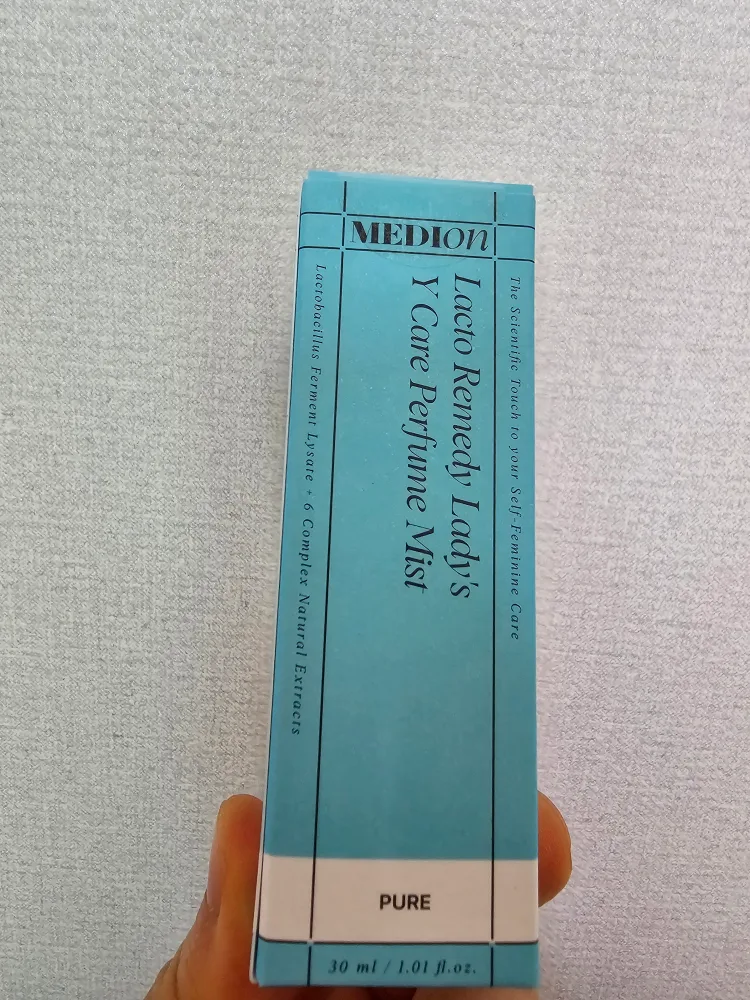 MEDIon
The Scientific Touch to your Self-Feminine Care
Lacto Remedy Lady's
Y Care Perfume Mist
Lactobacillus Ferment Lysate + 6 Complex Natural Extracts
PURE
30 ml / 1.01 fl.oz.